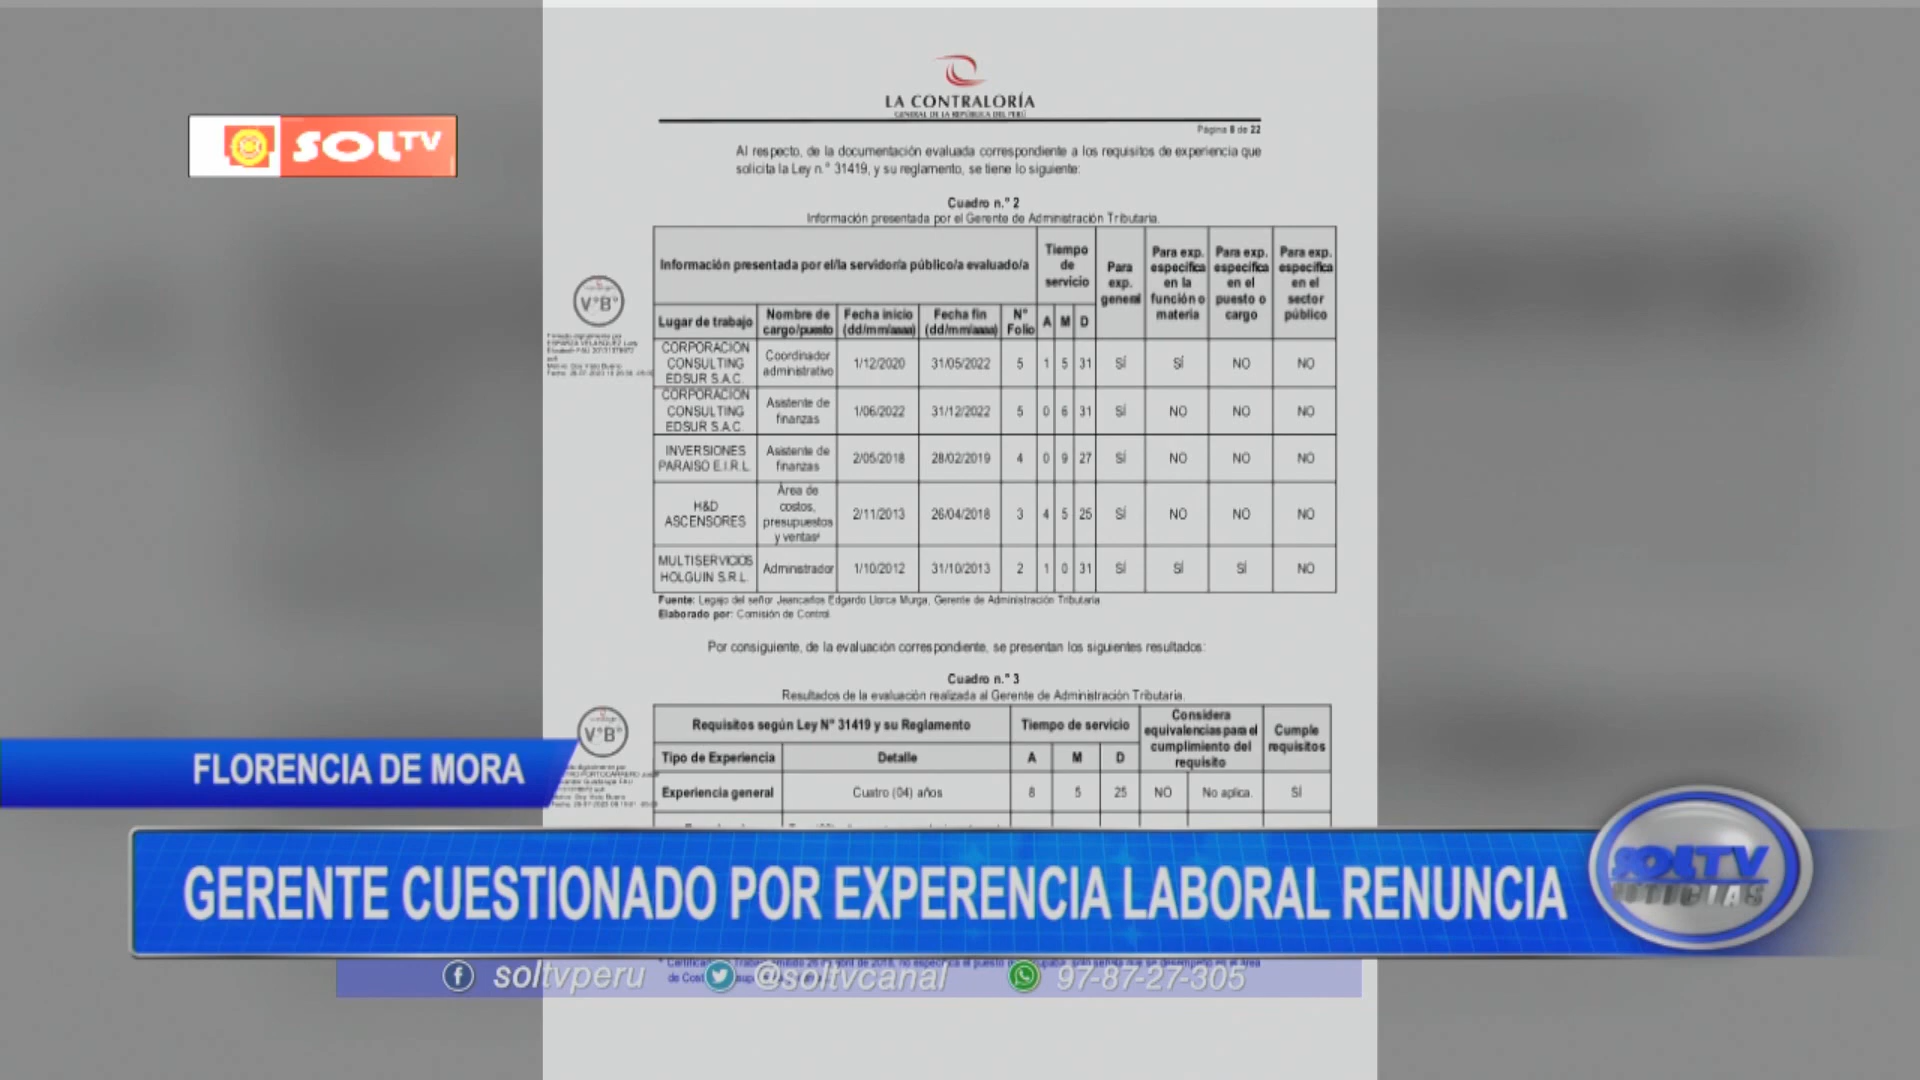 LA CONTRALORÍA
GENERAL DE LA REPÚBLICA DEL PERÚ
Página 8 de 22
SOLTV
Al respecto, de la documentación evaluada correspondiente a los requisitos de experiencia que
solicita la Ley n.° 31419, y su reglamento, se tiene lo siguiente:
Cuadro n.° 2
Información presentada por el Gerente de Administración Tributaria.
Información presentada por el/la servidor/a público/a evaluado/a
Tiempo de servicio
Para exp. general
Para exp. específica en la función o materia
Para exp. específica en el puesto o cargo
Para exp. específica en el sector público
Lugar de trabajo Nombre de cargo/puesto Fecha inicio (dd/mm/aaaa) Fecha fin (dd/mm/aaaa) N° Folio A M D
CORPORACION CONSULTING EDSUR S.A.C. Coordinador administrativo 1/12/2020 31/05/2022 5 1 5 31 SÍ SÍ NO NO
CORPORACION CONSULTING EDSUR S.A.C. Asistente de finanzas 1/06/2022 31/12/2022 5 0 6 31 SÍ NO NO NO
INVERSIONES PARAISO E.I.R.L. Asistente de finanzas 2/05/2018 28/02/2019 4 0 9 27 SÍ NO NO NO
H&D ASCENSORES Área de costos, presupuestos y ventas 2/11/2013 26/04/2018 3 4 5 25 SÍ NO NO NO
MULTISERVICIOS HOLGUIN S.R.L. Administrador 1/10/2012 31/10/2013 2 1 0 31 SÍ SÍ SÍ NO
Fuente: Legajo del señor Jeancarlos Edgardo Llorca Murga, Gerente de Administración Tributaria
Elaborado por: Comisión de Control
V°B°
Por consiguiente, de la evaluación correspondiente, se presentan los siguientes resultados:
Cuadro n.° 3
Resultados de la evaluación realizada al Gerente de Administración Tributaria.
Requisitos según Ley N° 31419 y su Reglamento Tiempo de servicio Considera equivalencias para el cumplimiento del requisito Cumple requisitos
Tipo de Experiencia Detalle A M D
Experiencia general Cuatro (04) años 8 5 25 NO No aplica. SÍ
V°B°
FLORENCIA DE MORA
GERENTE CUESTIONADO POR EXPERENCIA LABORAL RENUNCIA
SOLTV
NOTICIAS
soltvperu @soltvcanal 97-87-27-305